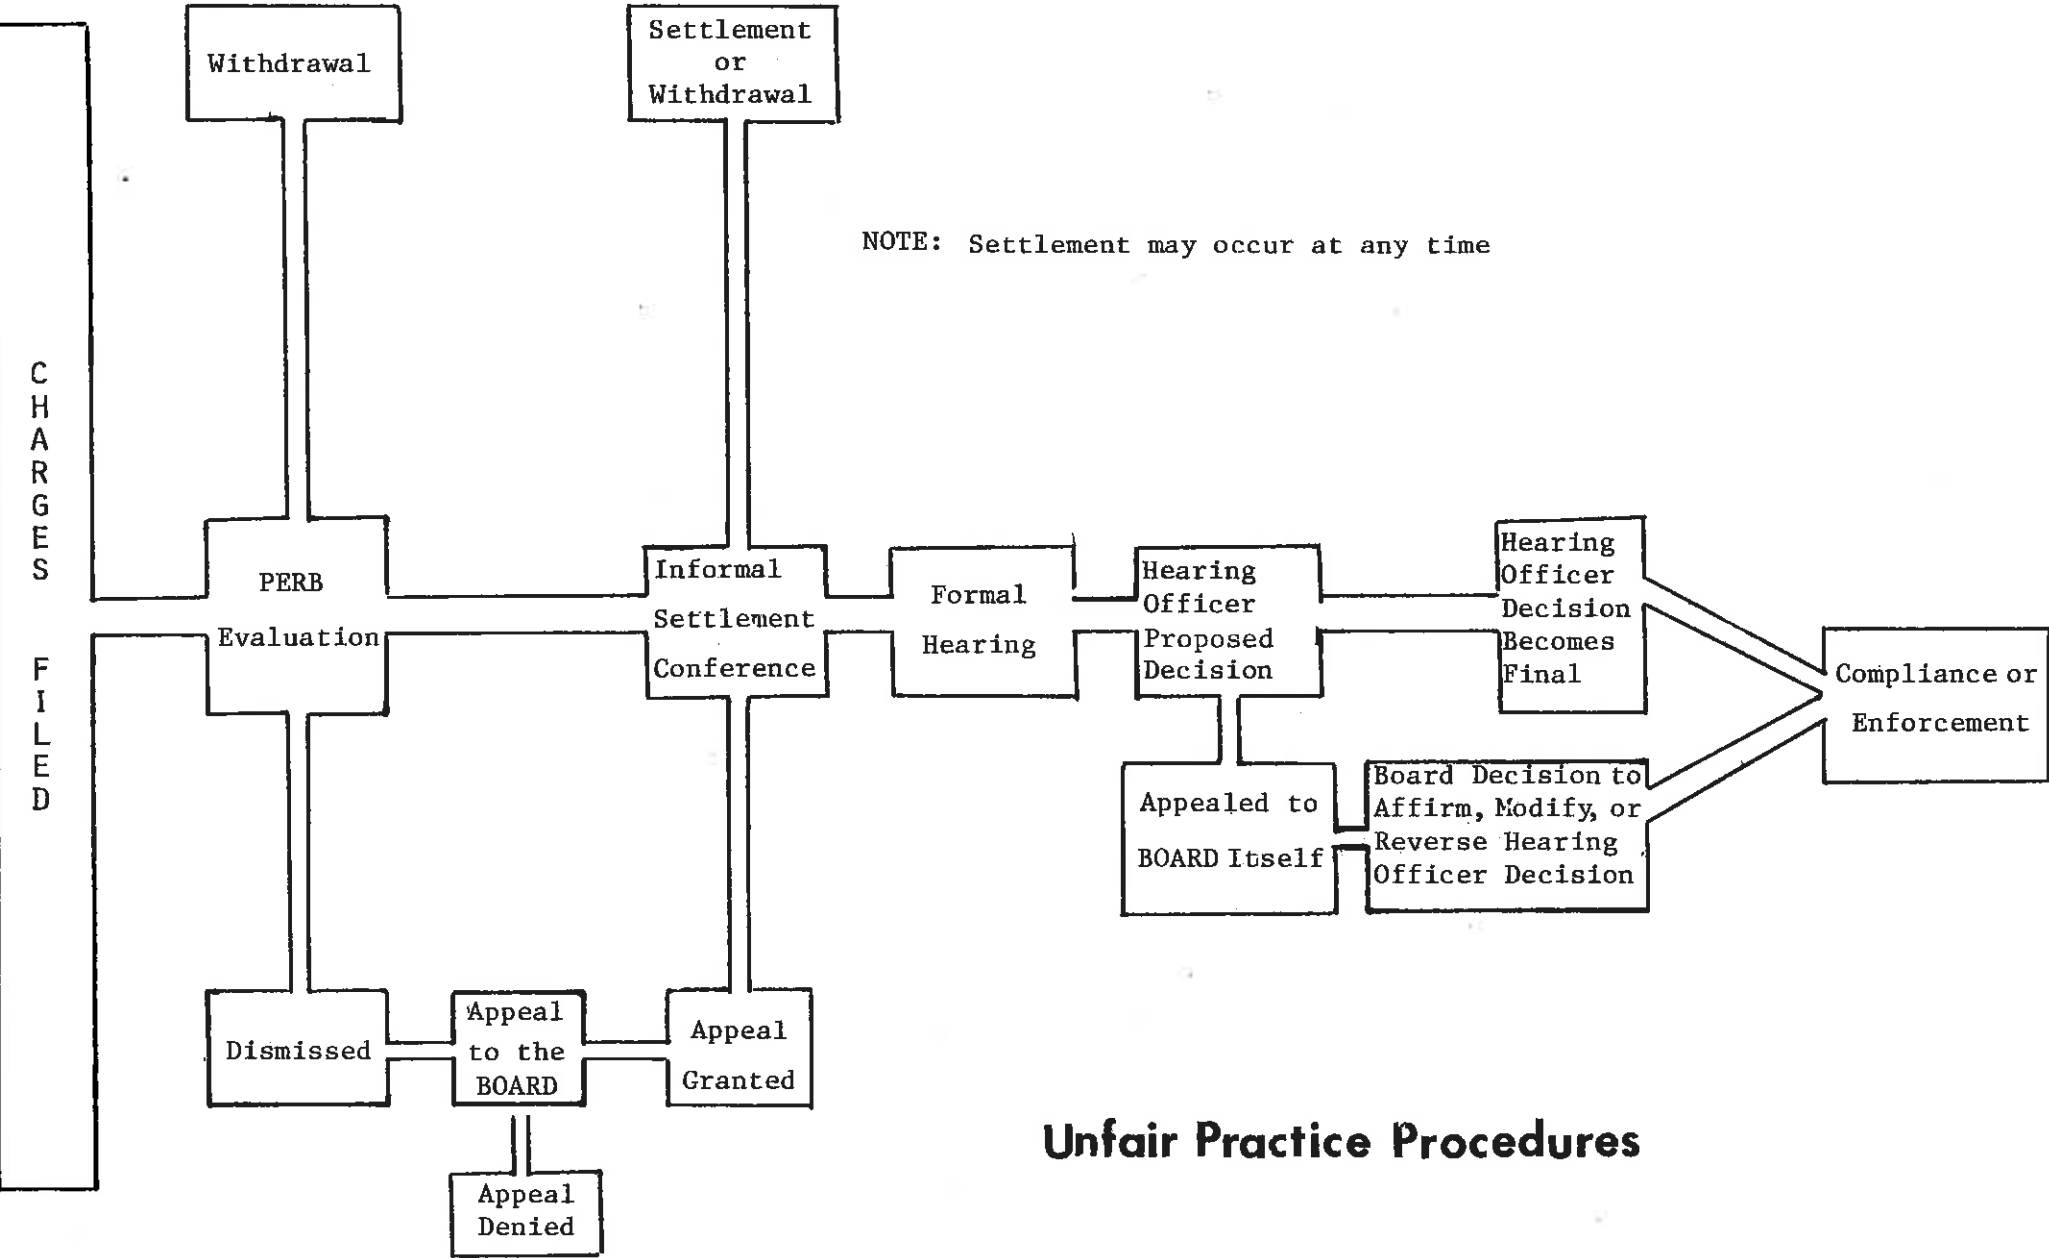 Withdrawal
Settlement
or
Withdrawal
NOTE: Settlement may occur at any time
CHARGES
FILED
PERB
Evaluation
Informal
Settlement
Conference
Formal
Hearing
Hearing
Officer
Proposed
Decision
Hearing
Officer
Decision
Becomes
Final
Compliance or
Enforcement
Appealed to
BOARD Itself
Board Decision to
Affirm, Modify, or
Reverse Hearing
Officer Decision
Dismissed
Appeal
to the
BOARD
Appeal
Granted
Appeal
Denied
Unfair Practice Procedures